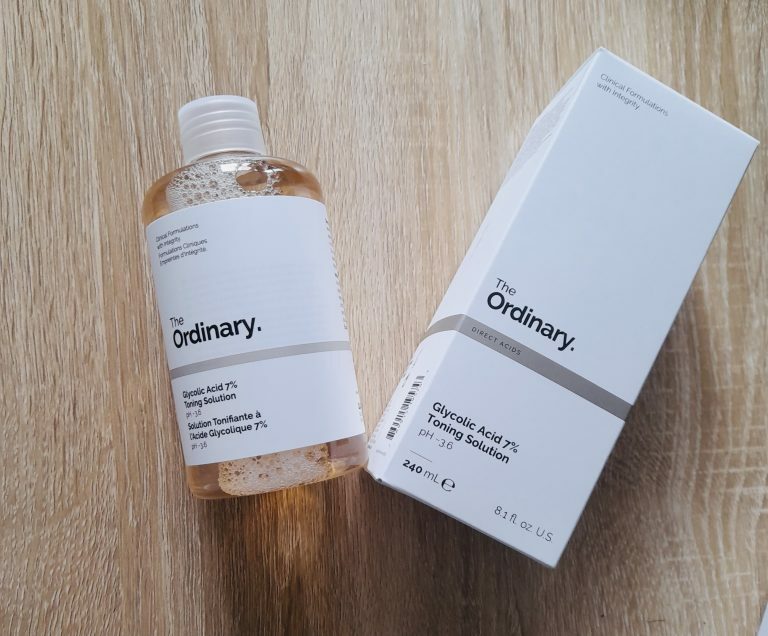 Clinical Formulations
with Integrity.
Formulations Cliniques
Empreintes d'Intégrité.
The
Ordinary.
Glycolic Acid 7%
Toning Solution
pH ~3.6
Solution Tonifiante à
l'Acide Glycolique 7%
pH ~3.6
Clinical Formulations
with Integrity.
The
Ordinary.
DIRECT ACIDS
Glycolic Acid 7%
Toning Solution
pH ~3.6
240 mL ℮
8.1 fl. oz. U.S.